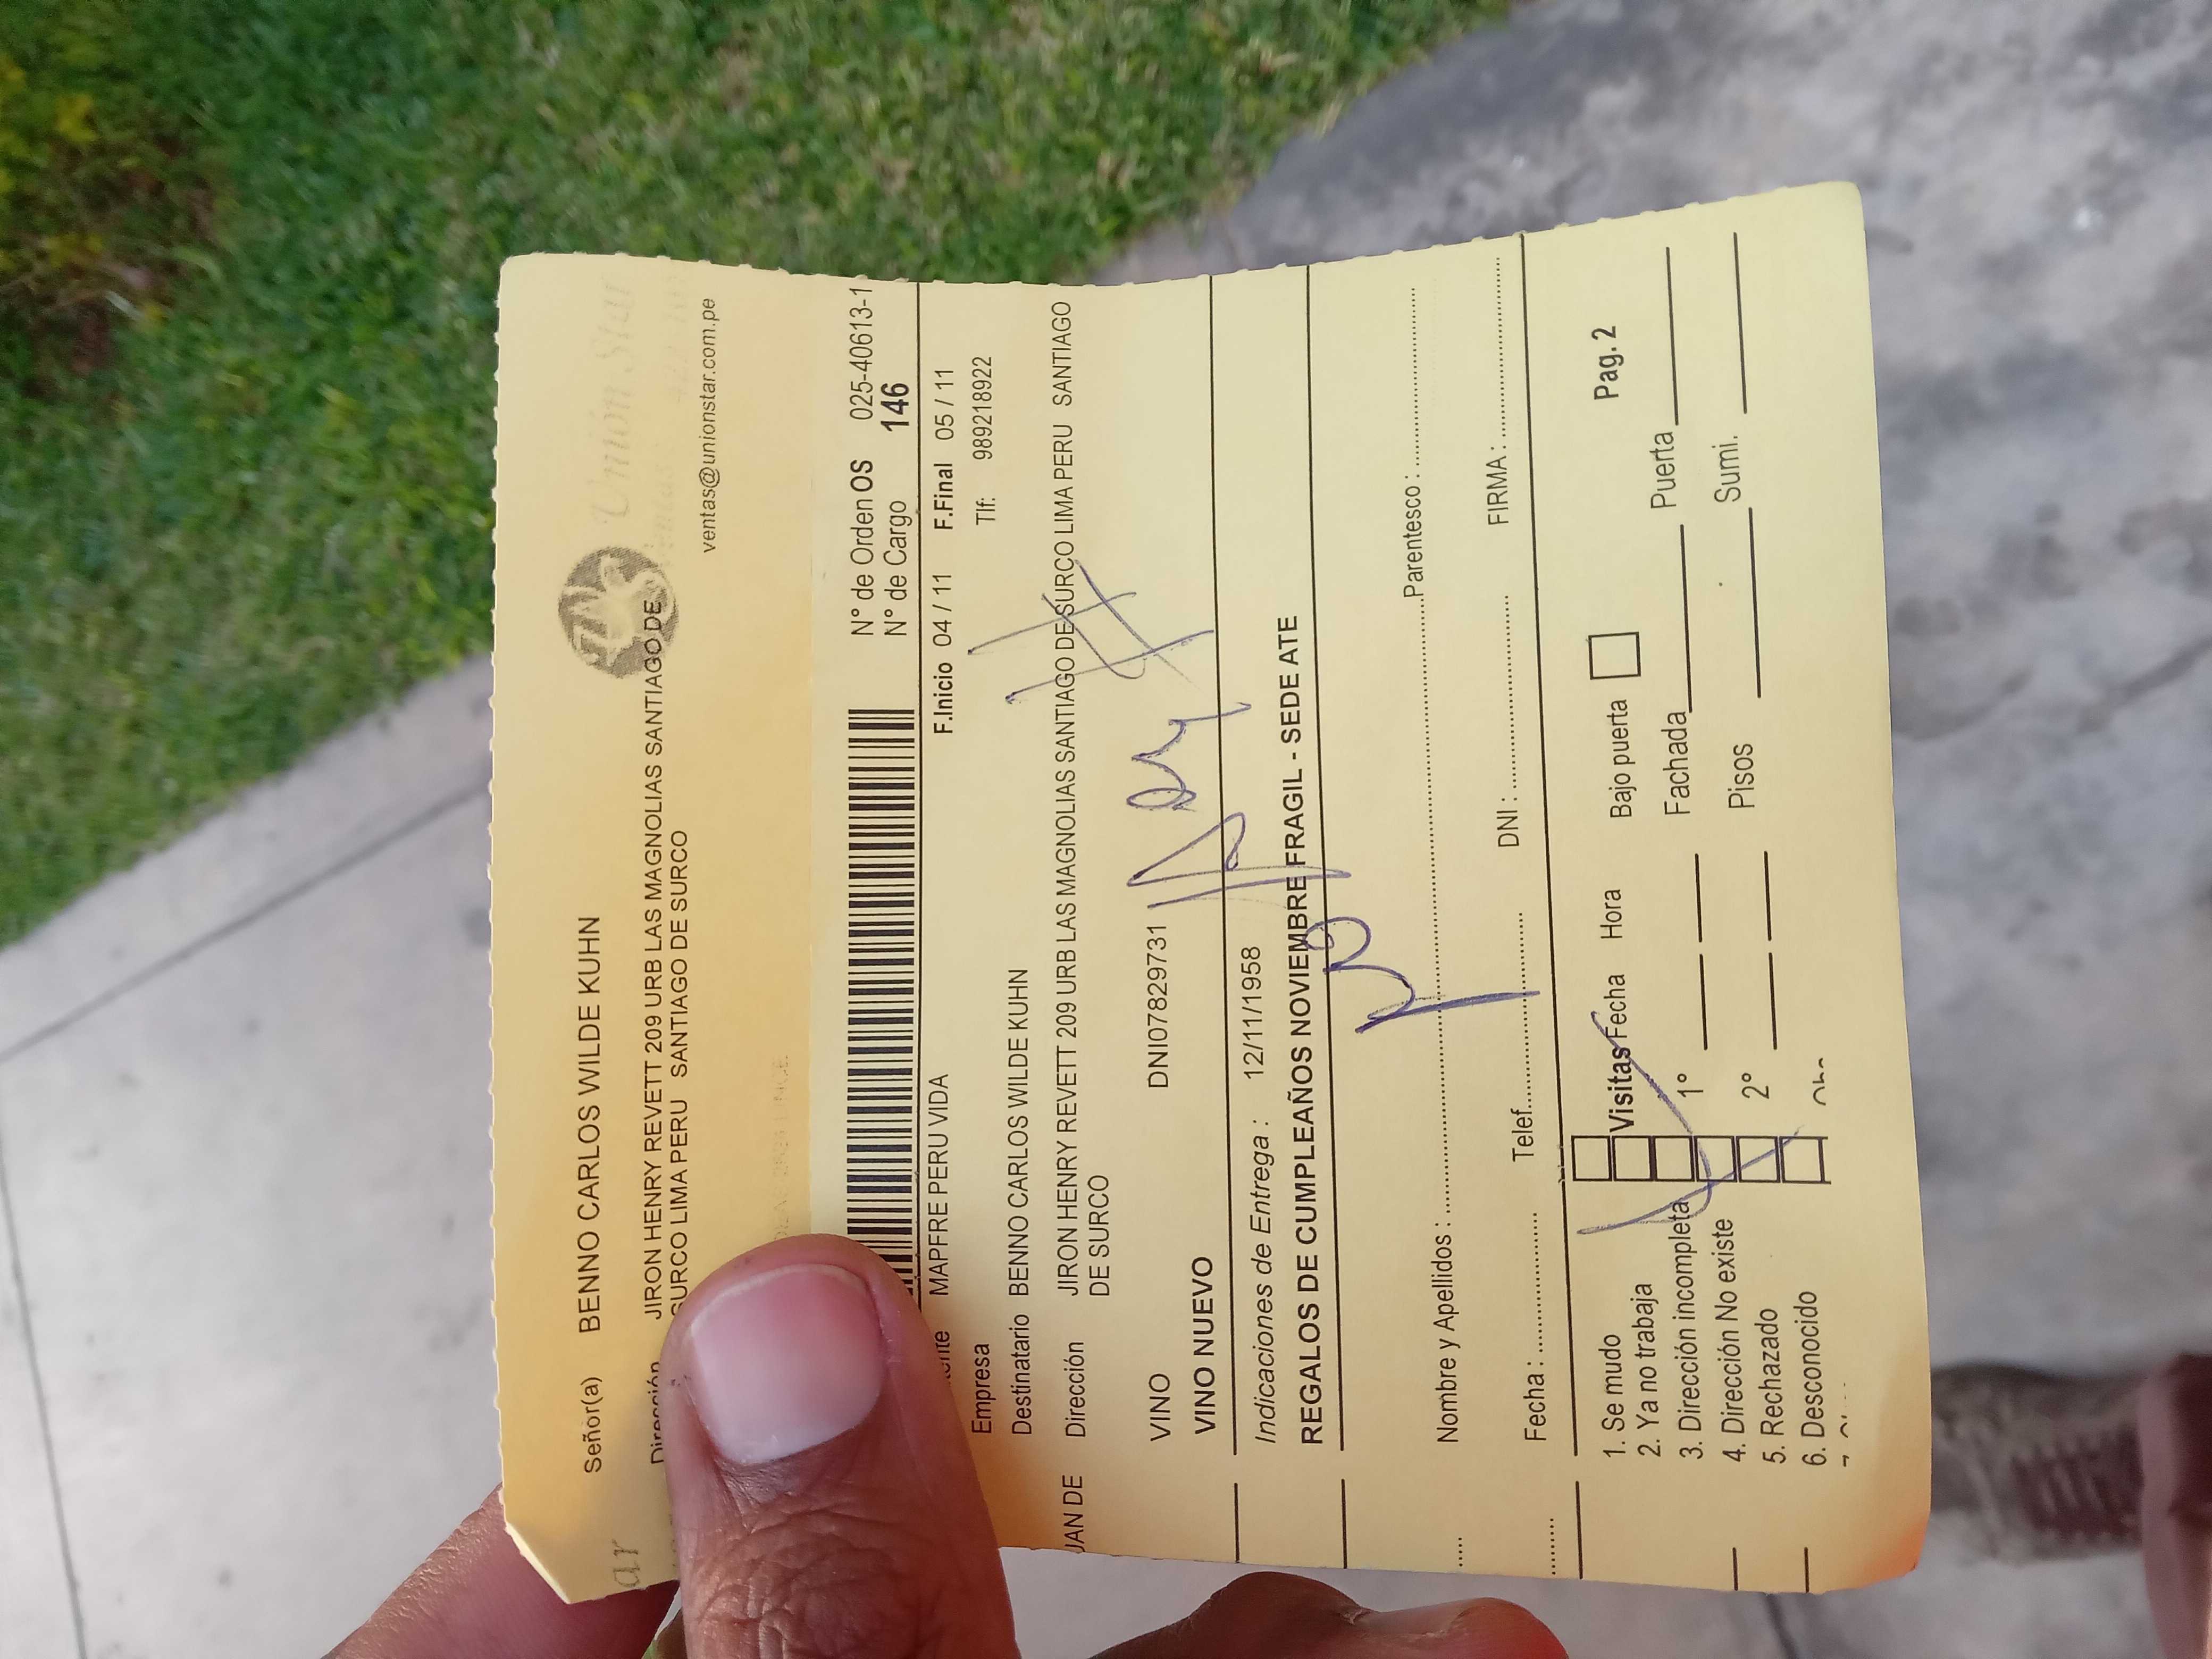 Unión Star
ventas@unionstar.com.pe
Señor(a) BENNO CARLOS WILDE KUHN
Dirección JIRON HENRY REVETT 209 URB LAS MAGNOLIAS SANTIAGO DE
SURCO LIMA PERU SANTIAGO DE SURCO
ar
N° de Orden OS 025-40613-1
N° de Cargo 146
MAPFRE PERU VIDA F.Inicio 04 / 11 F.Final 05 / 11
Empresa Tlf: 989218922
Destinatario BENNO CARLOS WILDE KUHN
Dirección JIRON HENRY REVETT 209 URB LAS MAGNOLIAS SANTIAGO DE SURCO LIMA PERU SANTIAGO
DE SURCO
UAN DE
VINO DNI07829731
VINO NUEVO
Indicaciones de Entrega : 12/11/1958
REGALOS DE CUMPLEAÑOS NOVIEMBRE FRAGIL - SEDE ATE
Nombre y Apellidos : Parentesco :
Fecha : Telef. DNI : FIRMA :
1. Se mudo Visitas Fecha Hora Bajo puerta Pag. 2
2. Ya no trabaja
3. Dirección incompleta 1° Fachada Puerta
4. Dirección No existe
5. Rechazado 2° Pisos Sumi.
6. Desconocido